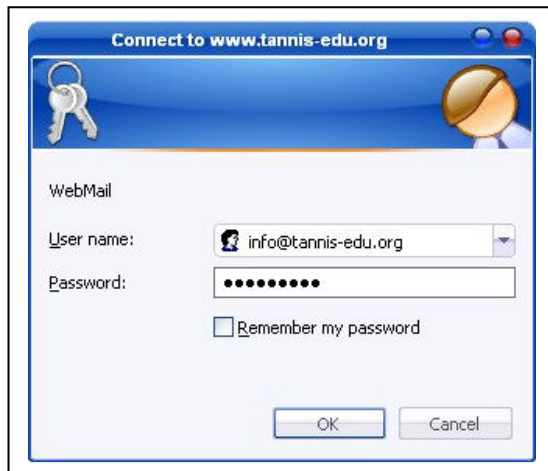 Connect to www.tannis-edu.org
WebMail
User name: info@tannis-edu.org
Password: ●●●●●●●●●
Remember my password
OK Cancel